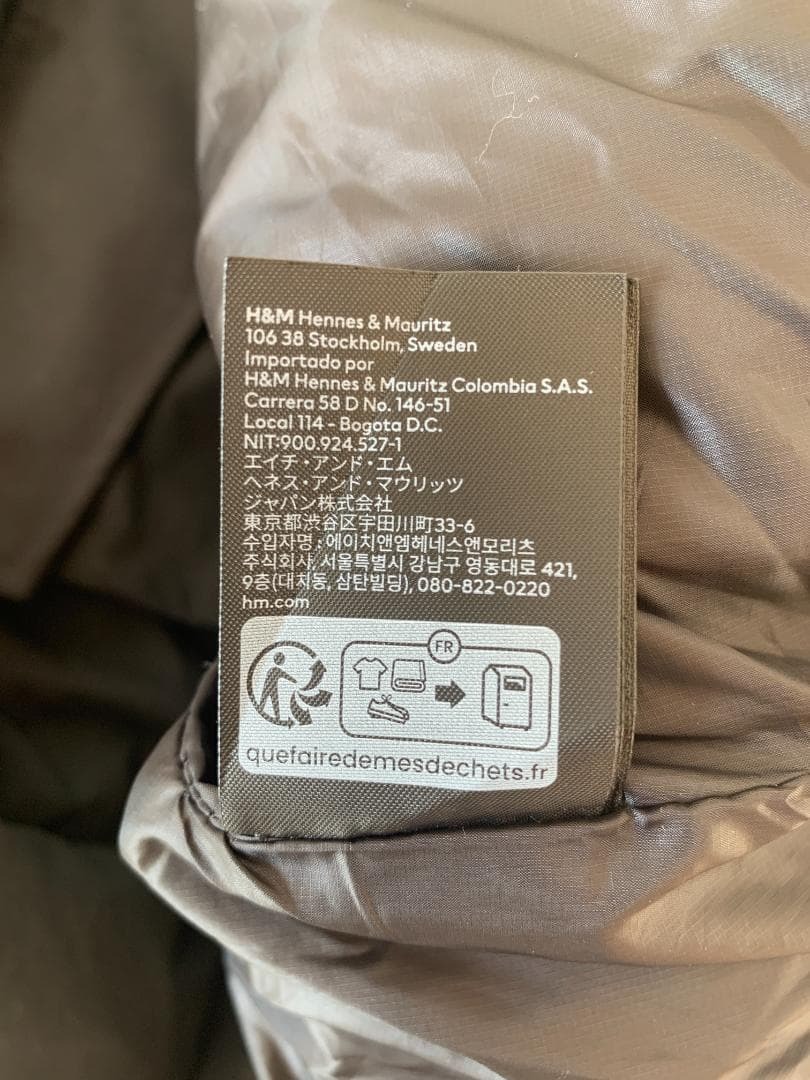 H&M Hennes & Mauritz
106 38 Stockholm, Sweden
Importado por
H&M Hennes & Mauritz Colombia S.A.S.
Carrera 58 D No. 146-51
Local 114 - Bogota D.C.
NIT:900.924.527-1
エイチ・アンド・エム
ヘネス・アンド・マウリッツ
ジャパン株式会社
東京都渋谷区宇田川町33-6
수입자명 : 에이치앤엠헤네스앤모리츠
주식회사, 서울특별시 강남구 영동대로 421,
9층(대치동, 삼탄빌딩), 080-822-0220
hm.com
FR
quefairedemesdechets.fr